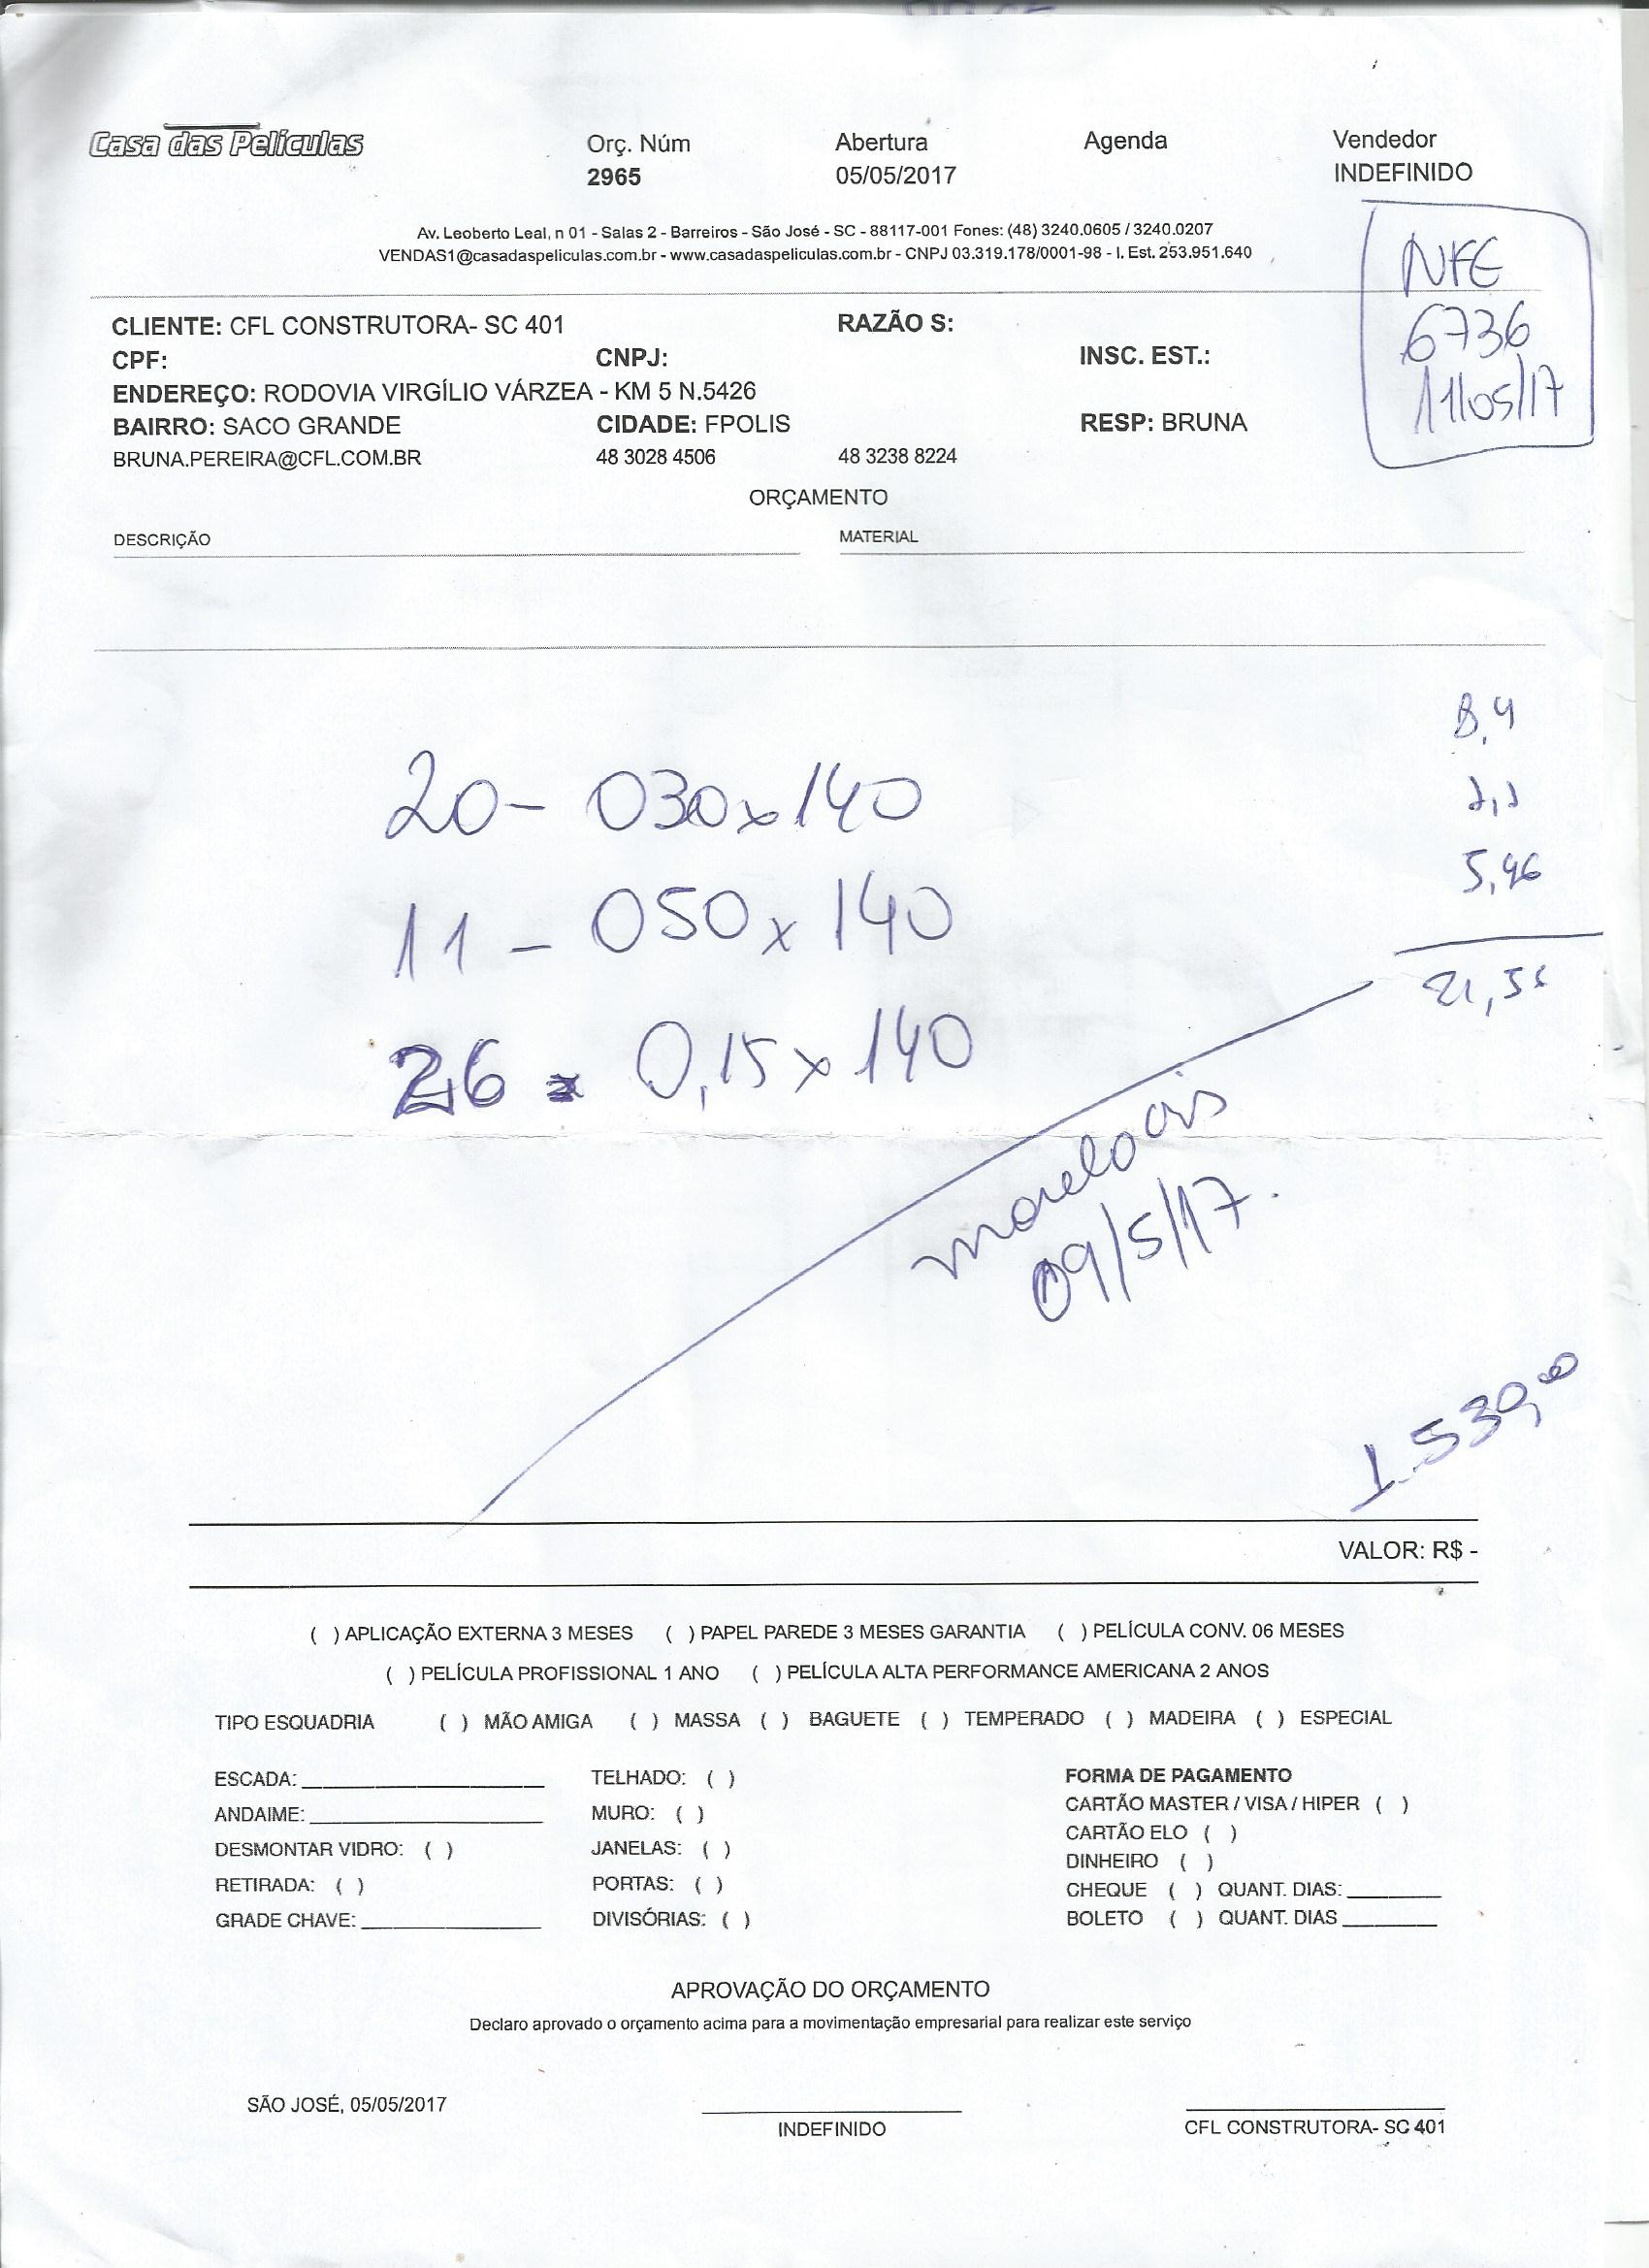 Casa das Películas
Orç. Núm Abertura Agenda Vendedor
2965 05/05/2017 INDEFINIDO
Av. Leoberto Leal, n 01 - Salas 2 - Barreiros - São José - SC - 88117-001 Fones: (48) 3240.0605 / 3240.0207
VENDAS1@casadaspeliculas.com.br - www.casadaspeliculas.com.br - CNPJ 03.319.178/0001-98 - I. Est. 253.951.640
NFE
6736
11/05/17
CLIENTE: CFL CONSTRUTORA- SC 401 RAZÃO S:
CPF: CNPJ: INSC. EST.:
ENDEREÇO: RODOVIA VIRGÍLIO VÁRZEA - KM 5 N.5426
BAIRRO: SACO GRANDE CIDADE: FPOLIS RESP: BRUNA
BRUNA.PEREIRA@CFL.COM.BR 48 3028 4506 48 3238 8224
ORÇAMENTO
DESCRIÇÃO MATERIAL
8,4
20- 030x140
5,46
11 - 050x140
26 - 0,15x140
09/5/17.
1.539,00
VALOR: R$ -
( ) APLICAÇÃO EXTERNA 3 MESES ( ) PAPEL PAREDE 3 MESES GARANTIA ( ) PELÍCULA CONV. 06 MESES
( ) PELÍCULA PROFISSIONAL 1 ANO ( ) PELÍCULA ALTA PERFORMANCE AMERICANA 2 ANOS
TIPO ESQUADRIA ( ) MÃO AMIGA ( ) MASSA ( ) BAGUETE ( ) TEMPERADO ( ) MADEIRA ( ) ESPECIAL
ESCADA: TELHADO: ( ) FORMA DE PAGAMENTO
ANDAIME: MURO: ( ) CARTÃO MASTER / VISA / HIPER ( )
DESMONTAR VIDRO: ( ) JANELAS: ( ) CARTÃO ELO ( )
RETIRADA: ( ) PORTAS: ( ) DINHEIRO ( )
GRADE CHAVE: DIVISÓRIAS: ( ) CHEQUE ( ) QUANT. DIAS:
BOLETO ( ) QUANT. DIAS
APROVAÇÃO DO ORÇAMENTO
Declaro aprovado o orçamento acima para a movimentação empresarial para realizar este serviço
SÃO JOSÉ, 05/05/2017
INDEFINIDO CFL CONSTRUTORA- SC 401